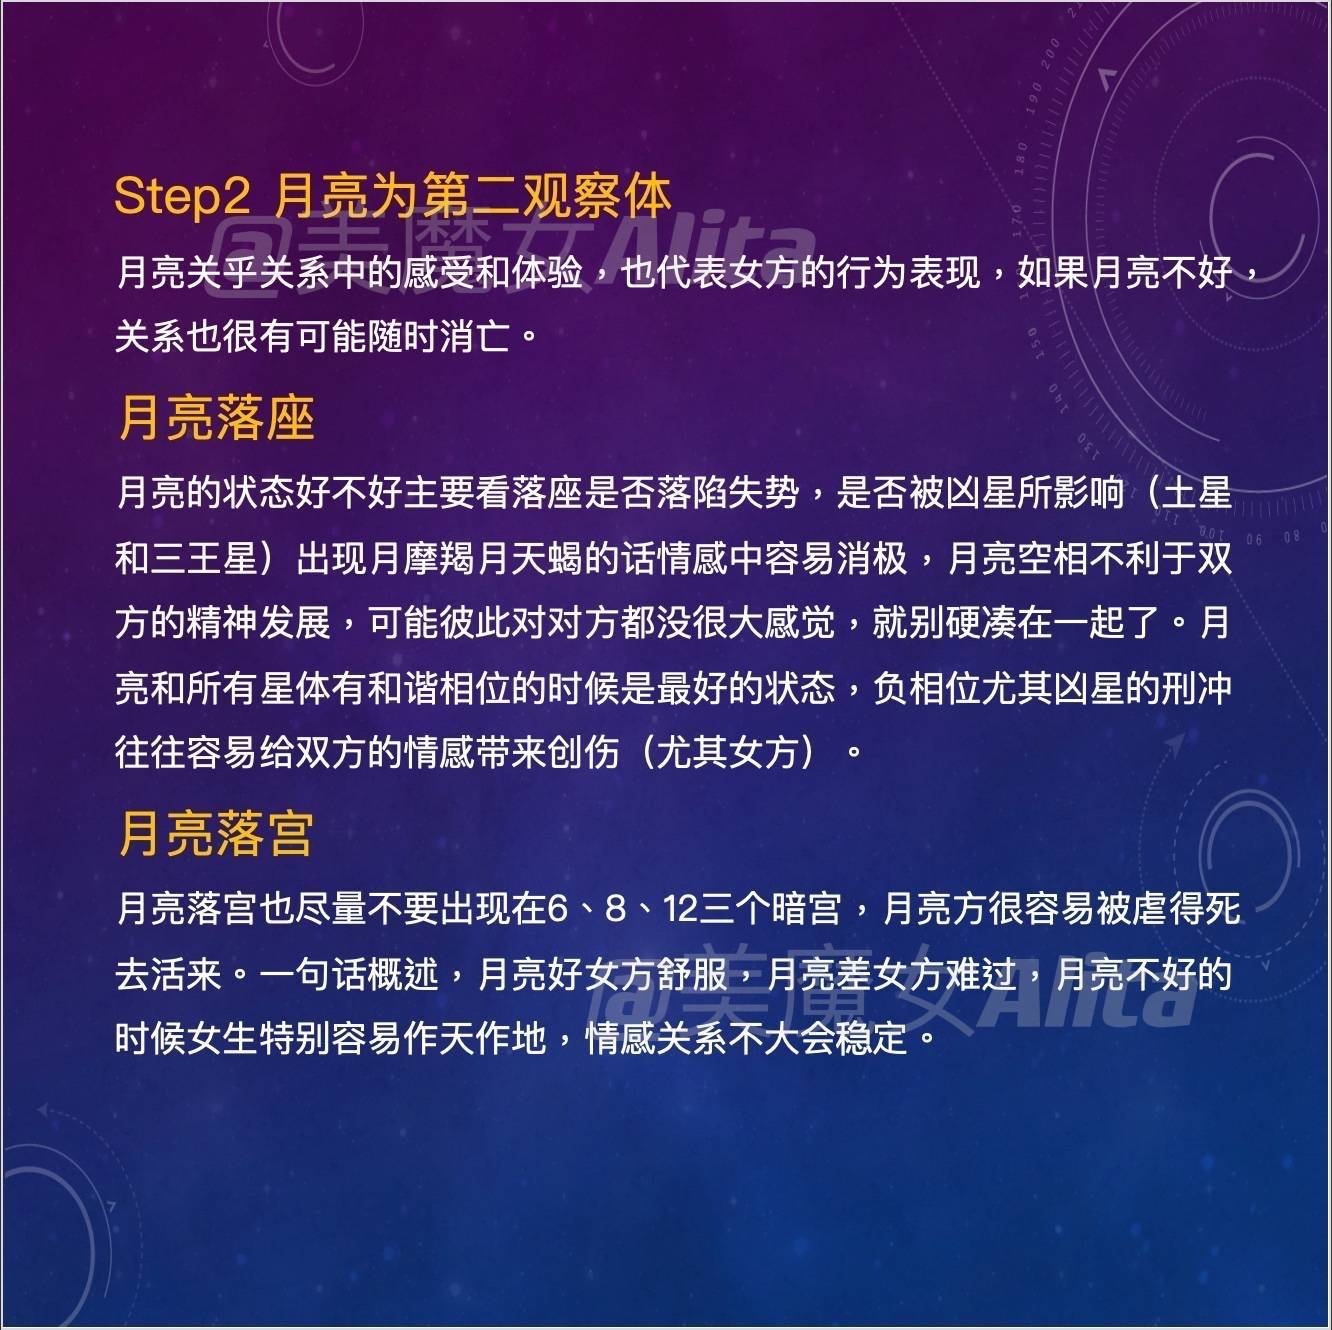 Step2 月亮为第二观察体
@美魔女Alita
月亮关乎关系中的感受和体验，也代表女方的行为表现，如果月亮不好，
关系也很有可能随时消亡。
月亮落座
月亮的状态好不好主要看落座是否落陷失势，是否被凶星所影响（土星
和三王星）出现月摩羯月天蝎的话情感中容易消极，月亮空相不利于双
方的精神发展，可能彼此对对方都没很大感觉，就别硬凑在一起了。月
亮和所有星体有和谐相位的时候是最好的状态，负相位尤其凶星的刑冲
往往容易给双方的情感带来创伤（尤其女方）。
月亮落宫
月亮落宫也尽量不要出现在6、8、12三个暗宫，月亮方很容易被虐得死
去活来。一句话概述，月亮好女方舒服，月亮差女方难过，月亮不好的
@美魔女Alita
时候女生特别容易作天作地，情感关系不大会稳定。
200
190
180
170
150
140
130
100
90
80